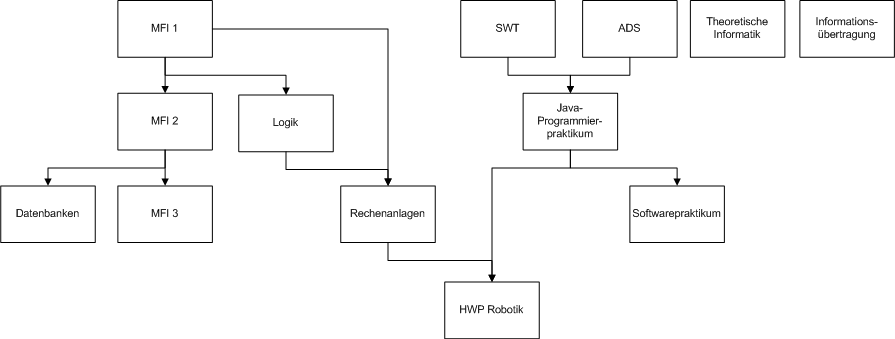 MFI 1
SWT
ADS
Theoretische
Informatik
Informations-
übertragung
MFI 2
Logik
Java-
Programmier-
praktikum
Datenbanken
MFI 3
Rechenanlagen
Softwarepraktikum
HWP Robotik